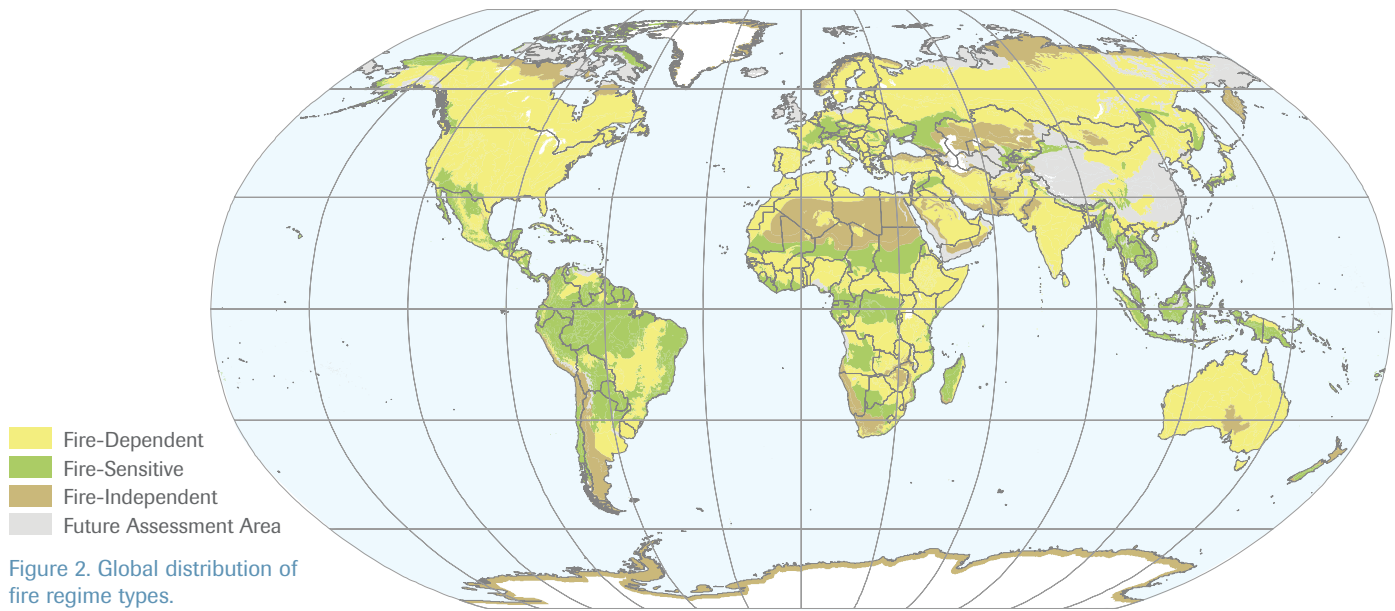 Fire-Dependent
Fire-Sensitive
Fire-Independent
Future Assessment Area
Figure 2. Global distribution of
fire regime types.